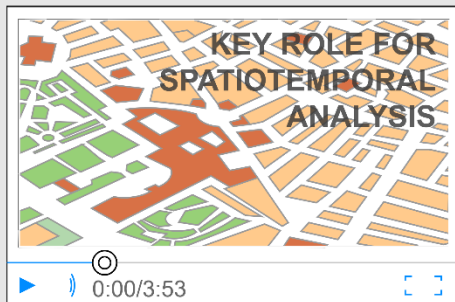 KEY ROLE FOR
SPATIOTEMPORAL
ANALYSIS
0:00/3:53